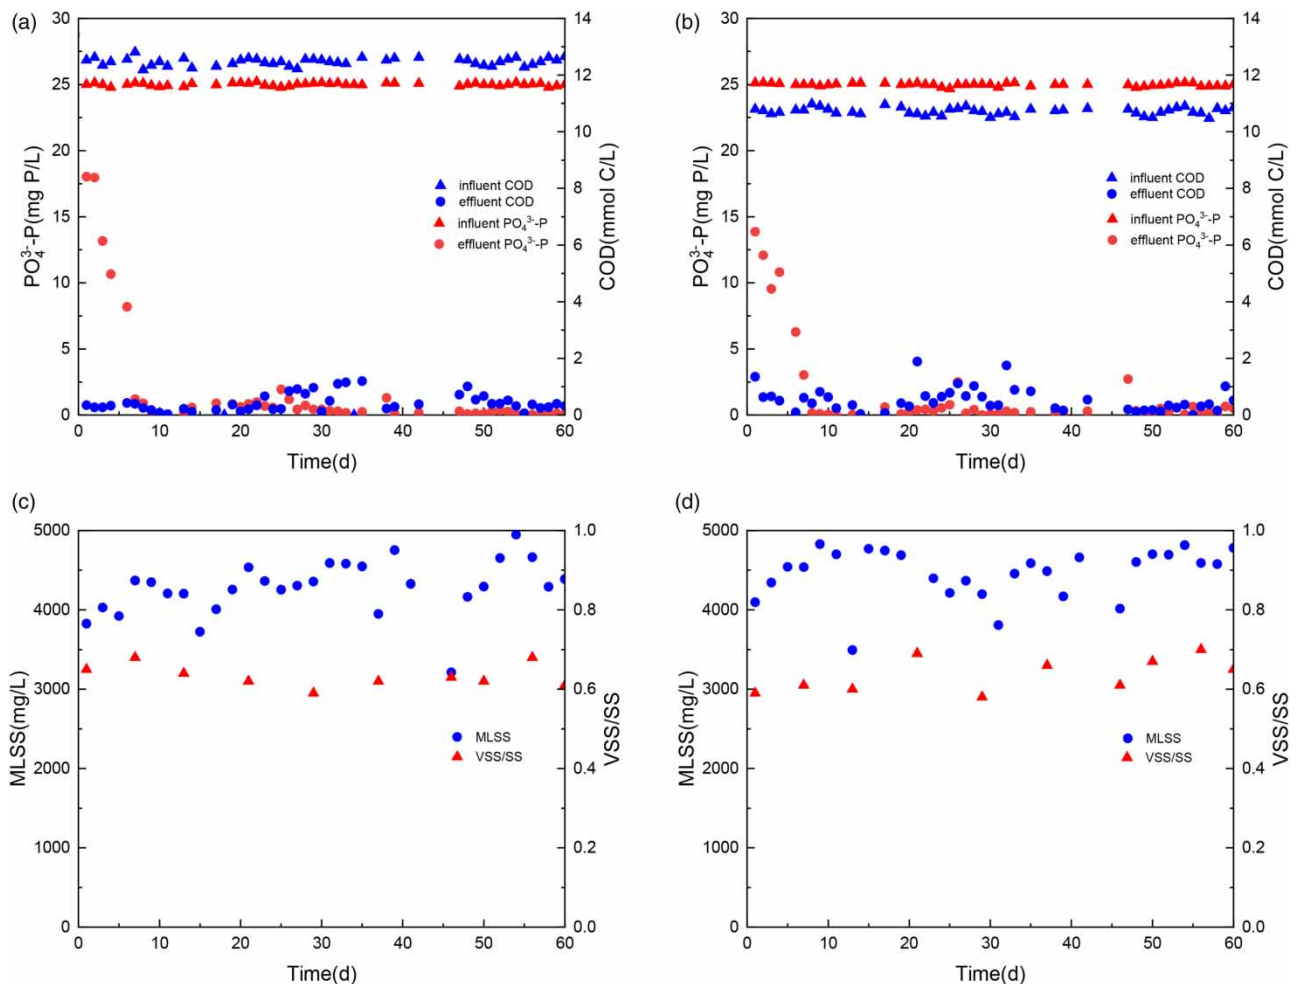 (a)
30
25
20
15
10
5
0
PO₄³⁻-P(mg P/L)
14
12
10
8
6
4
2
0
COD(mmol C/L)
influent COD
effluent COD
influent PO₄³⁻-P
effluent PO₄³⁻-P
0 10 20 30 40 50 60
Time(d)
(b)
30
25
20
15
10
5
0
PO₄³⁻-P(mg P/L)
14
12
10
8
6
4
2
0
COD(mmol C/L)
influent COD
effluent COD
influent PO₄³⁻-P
effluent PO₄³⁻-P
0 10 20 30 40 50 60
Time(d)
(c)
5000
4000
3000
2000
1000
0
MLSS(mg/L)
1.0
0.8
0.6
0.4
0.2
0.0
VSS/SS
MLSS
VSS/SS
0 10 20 30 40 50 60
Time(d)
(d)
5000
4000
3000
2000
1000
0
MLSS(mg/L)
1.0
0.8
0.6
0.4
0.2
0.0
VSS/SS
MLSS
VSS/SS
0 10 20 30 40 50 60
Time(d)